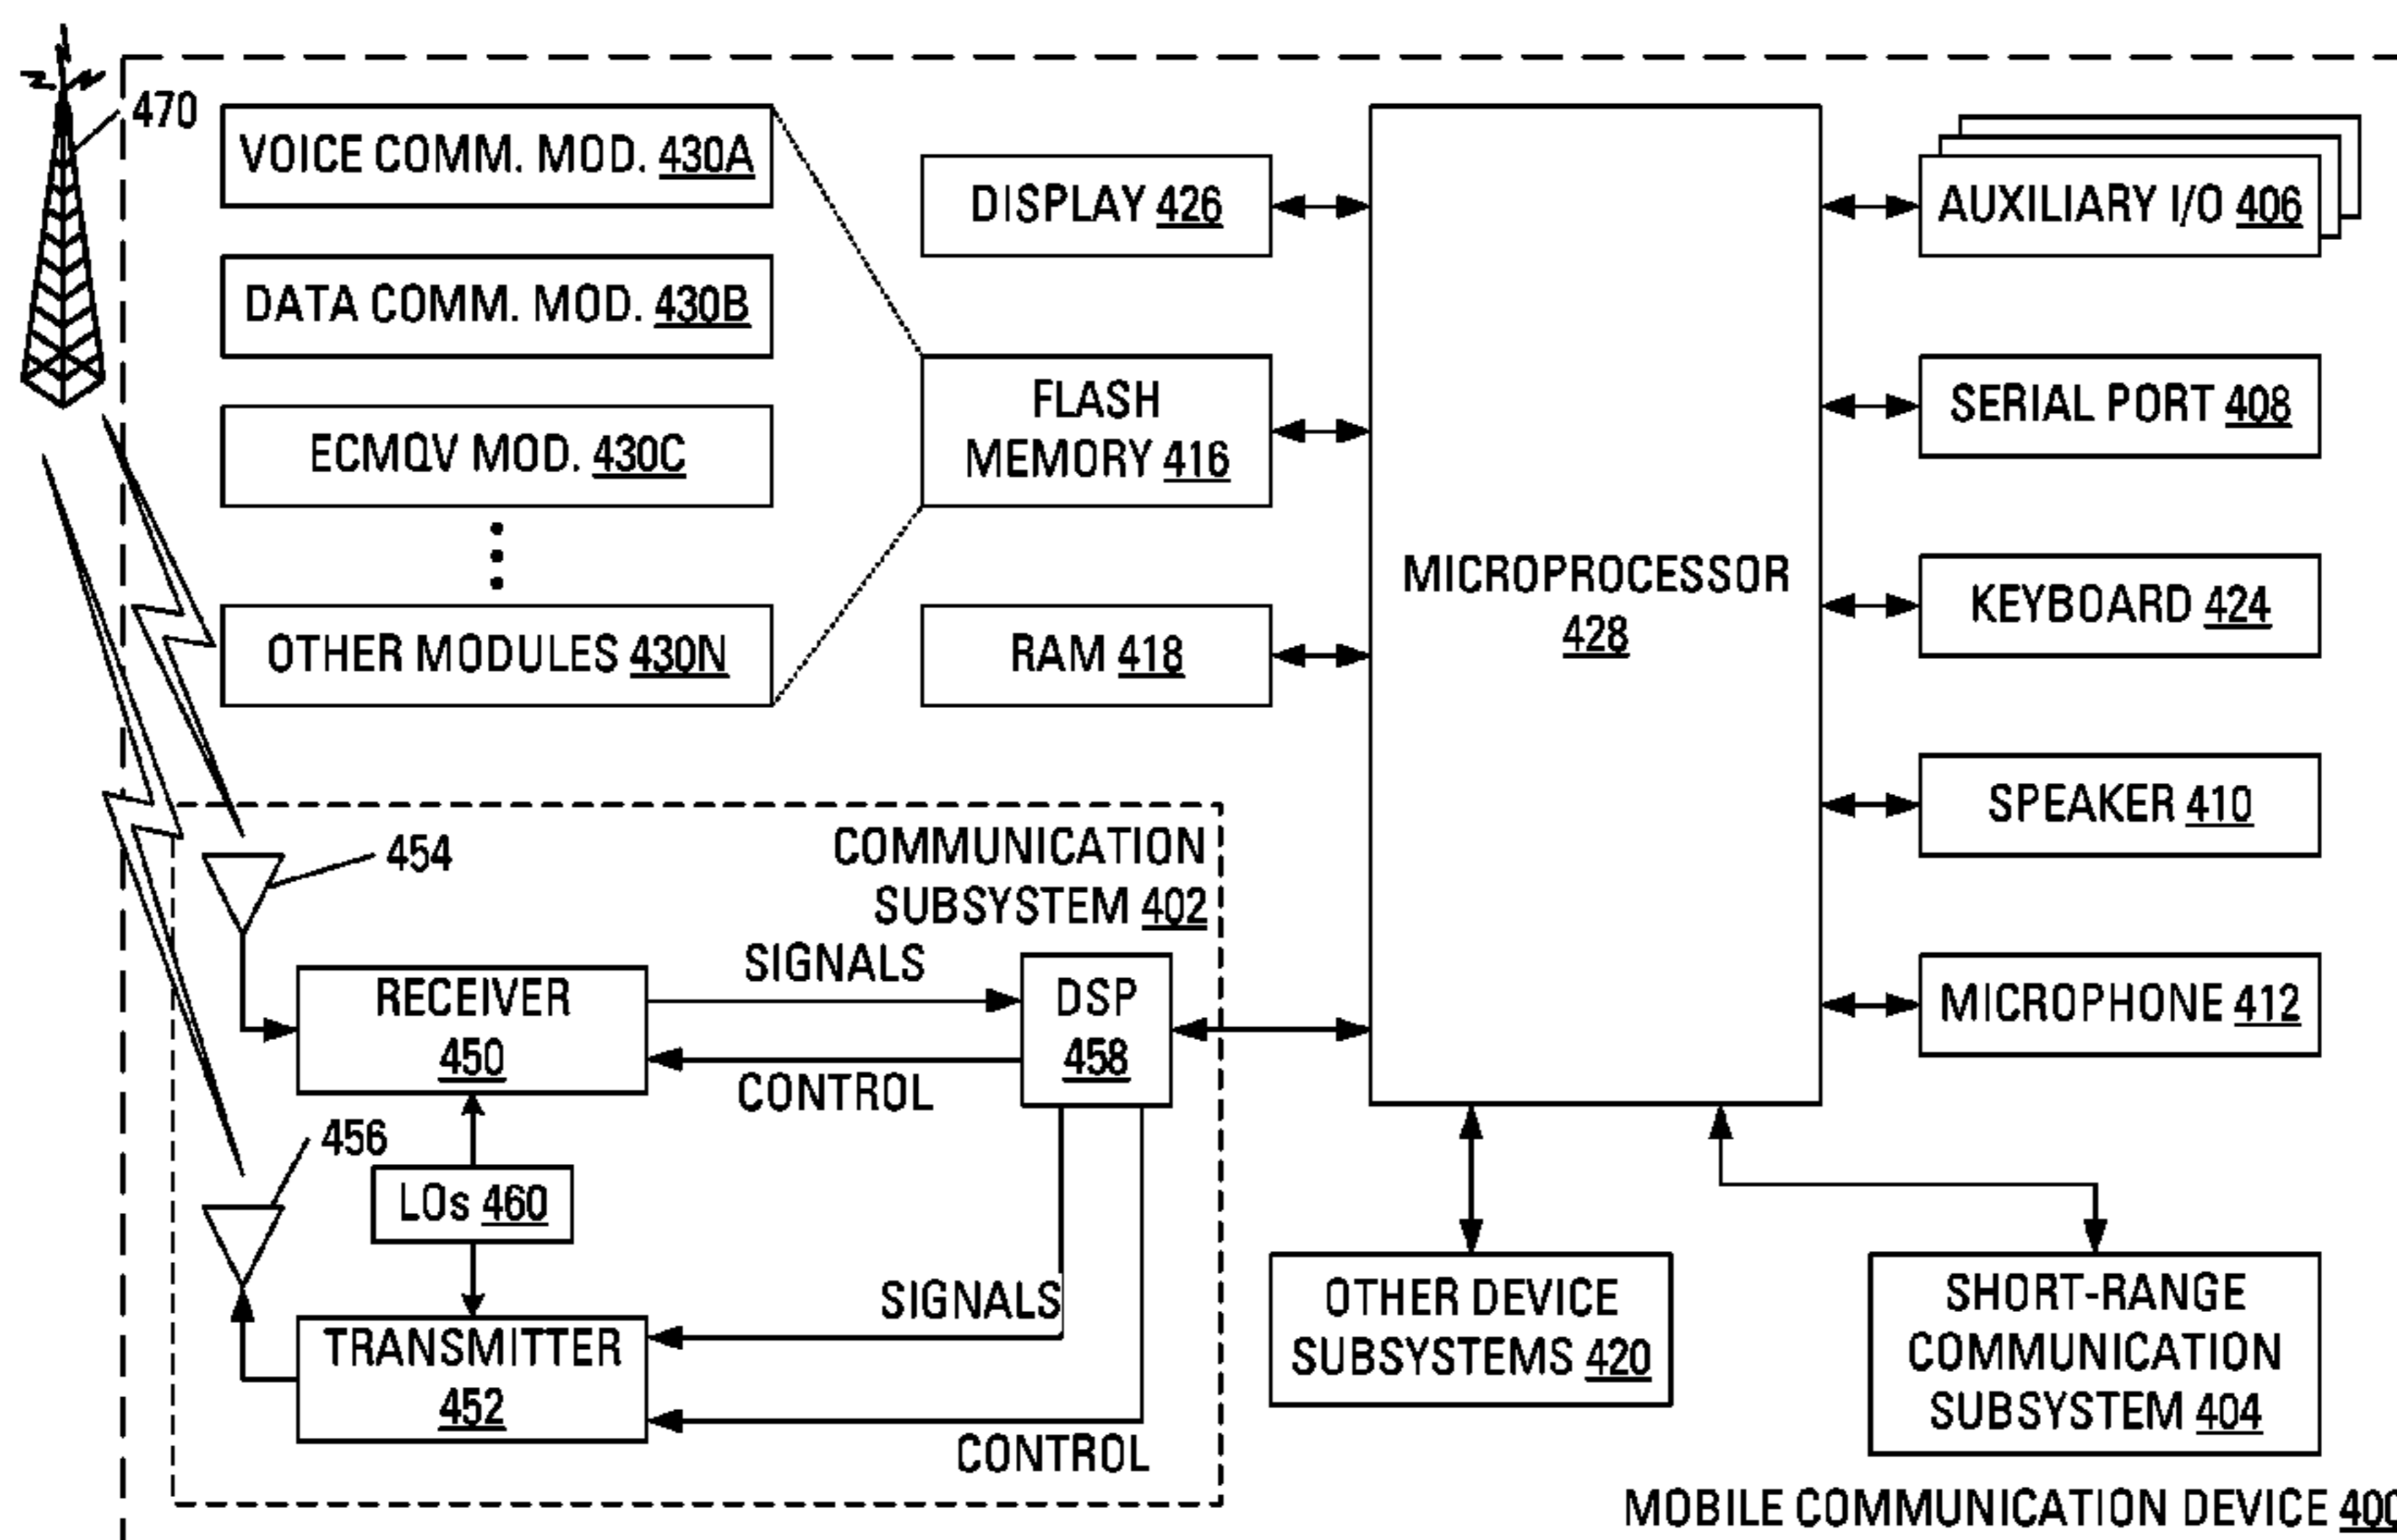 470
VOICE COMM. MOD. 430A
DATA COMM. MOD. 430B
ECMQV MOD. 430C
OTHER MODULES 430N
DISPLAY 426
FLASH
MEMORY 416
RAM 418
MICROPROCESSOR
428
AUXILIARY I/O 406
SERIAL PORT 408
KEYBOARD 424
SPEAKER 410
MICROPHONE 412
COMMUNICATION
SUBSYSTEM 402
454
SIGNALS
RECEIVER
450
DSP
458
CONTROL
456
LOs 460
SIGNALS
TRANSMITTER
452
CONTROL
OTHER DEVICE
SUBSYSTEMS 420
SHORT-RANGE
COMMUNICATION
SUBSYSTEM 404
MOBILE COMMUNICATION DEVICE 400